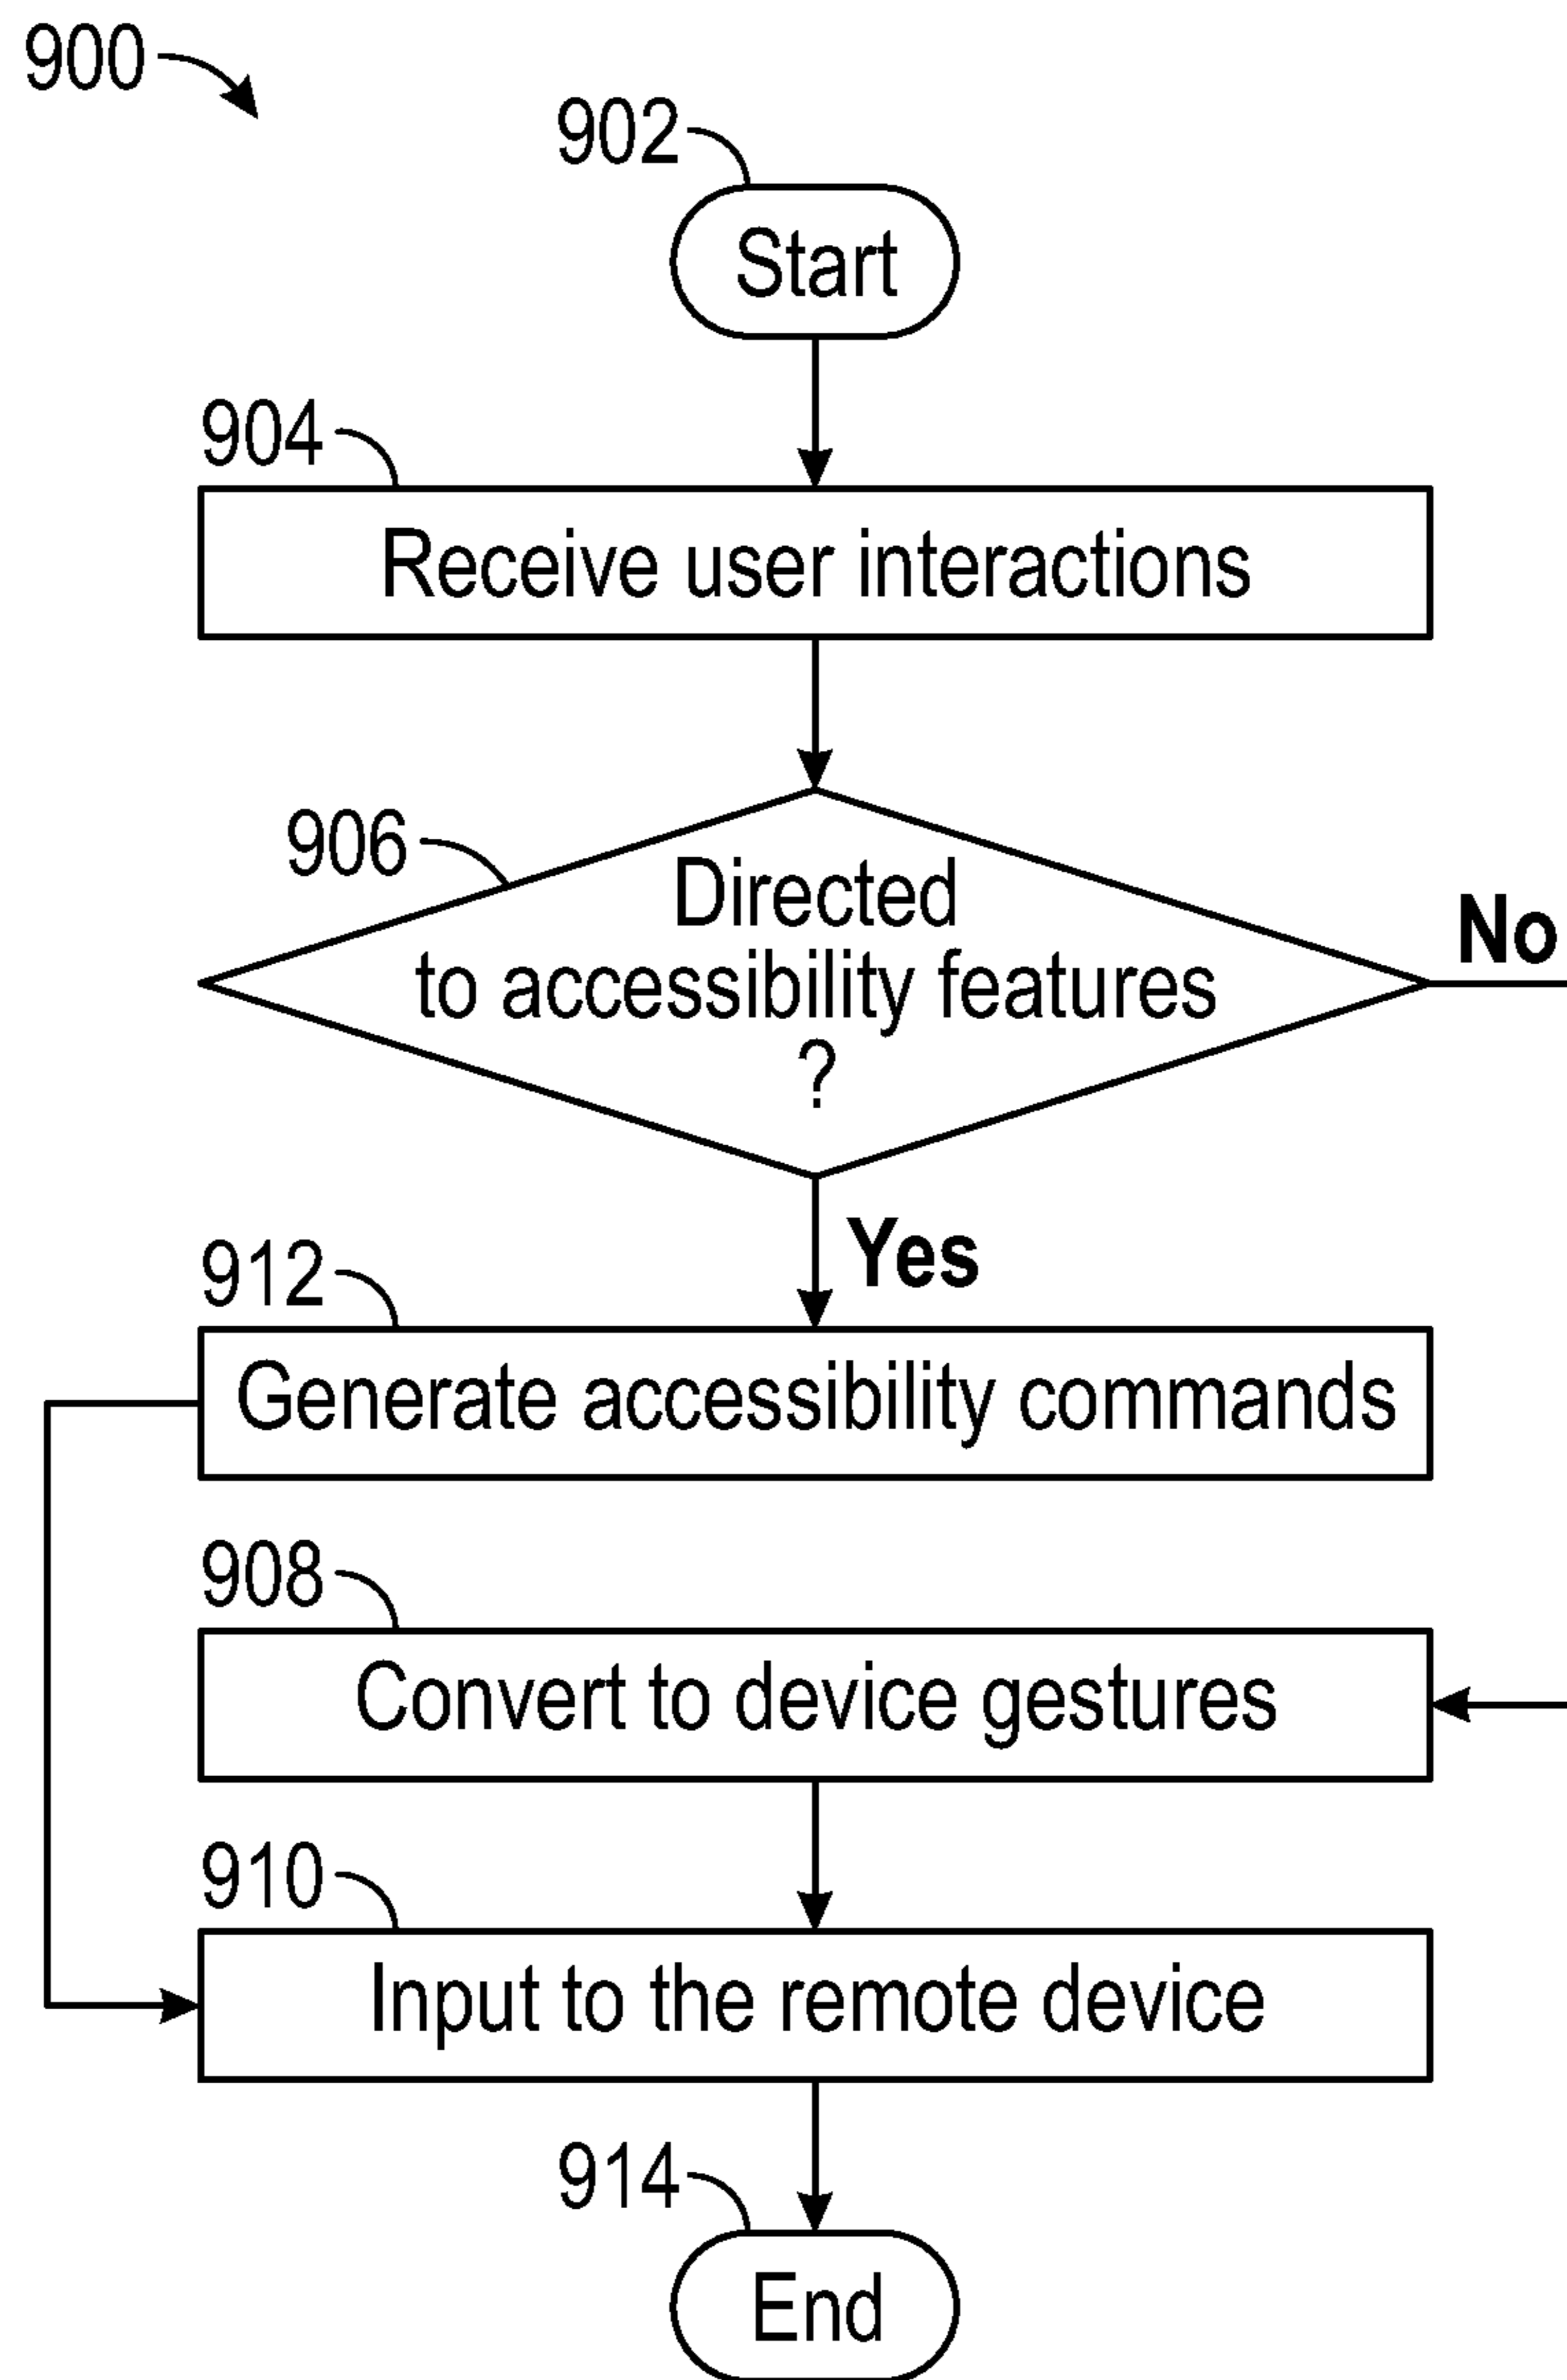 900
902
Start
904
Receive user interactions
906
Directed
to accessibility features
?
No
Yes
912
Generate accessibility commands
908
Convert to device gestures
910
Input to the remote device
914
End